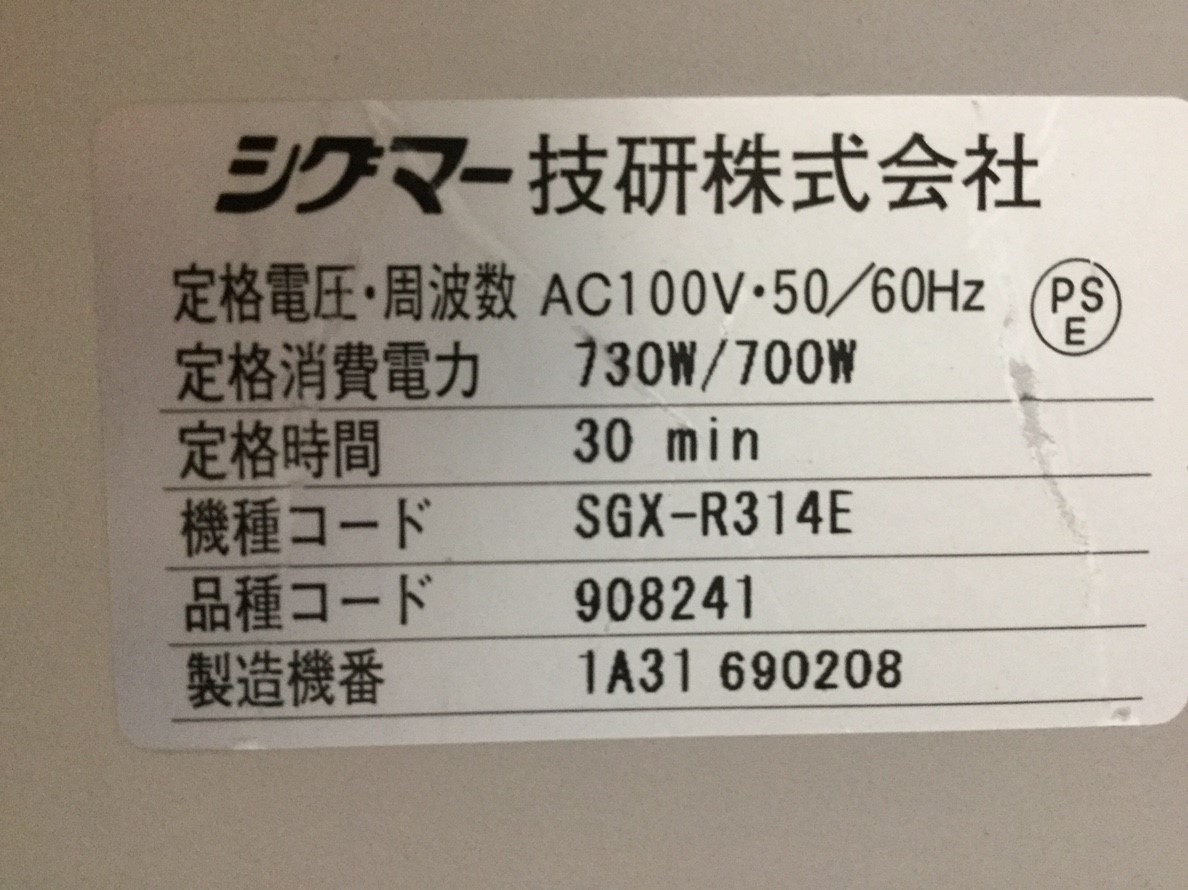 シグマー技研株式会社
定格電圧・周波数 AC100V・50/60Hz
PS
E
定格消費電力 730W/700W
定格時間 30 min
機種コード SGX-R314E
品種コード 908241
製造機番 1A31 690208